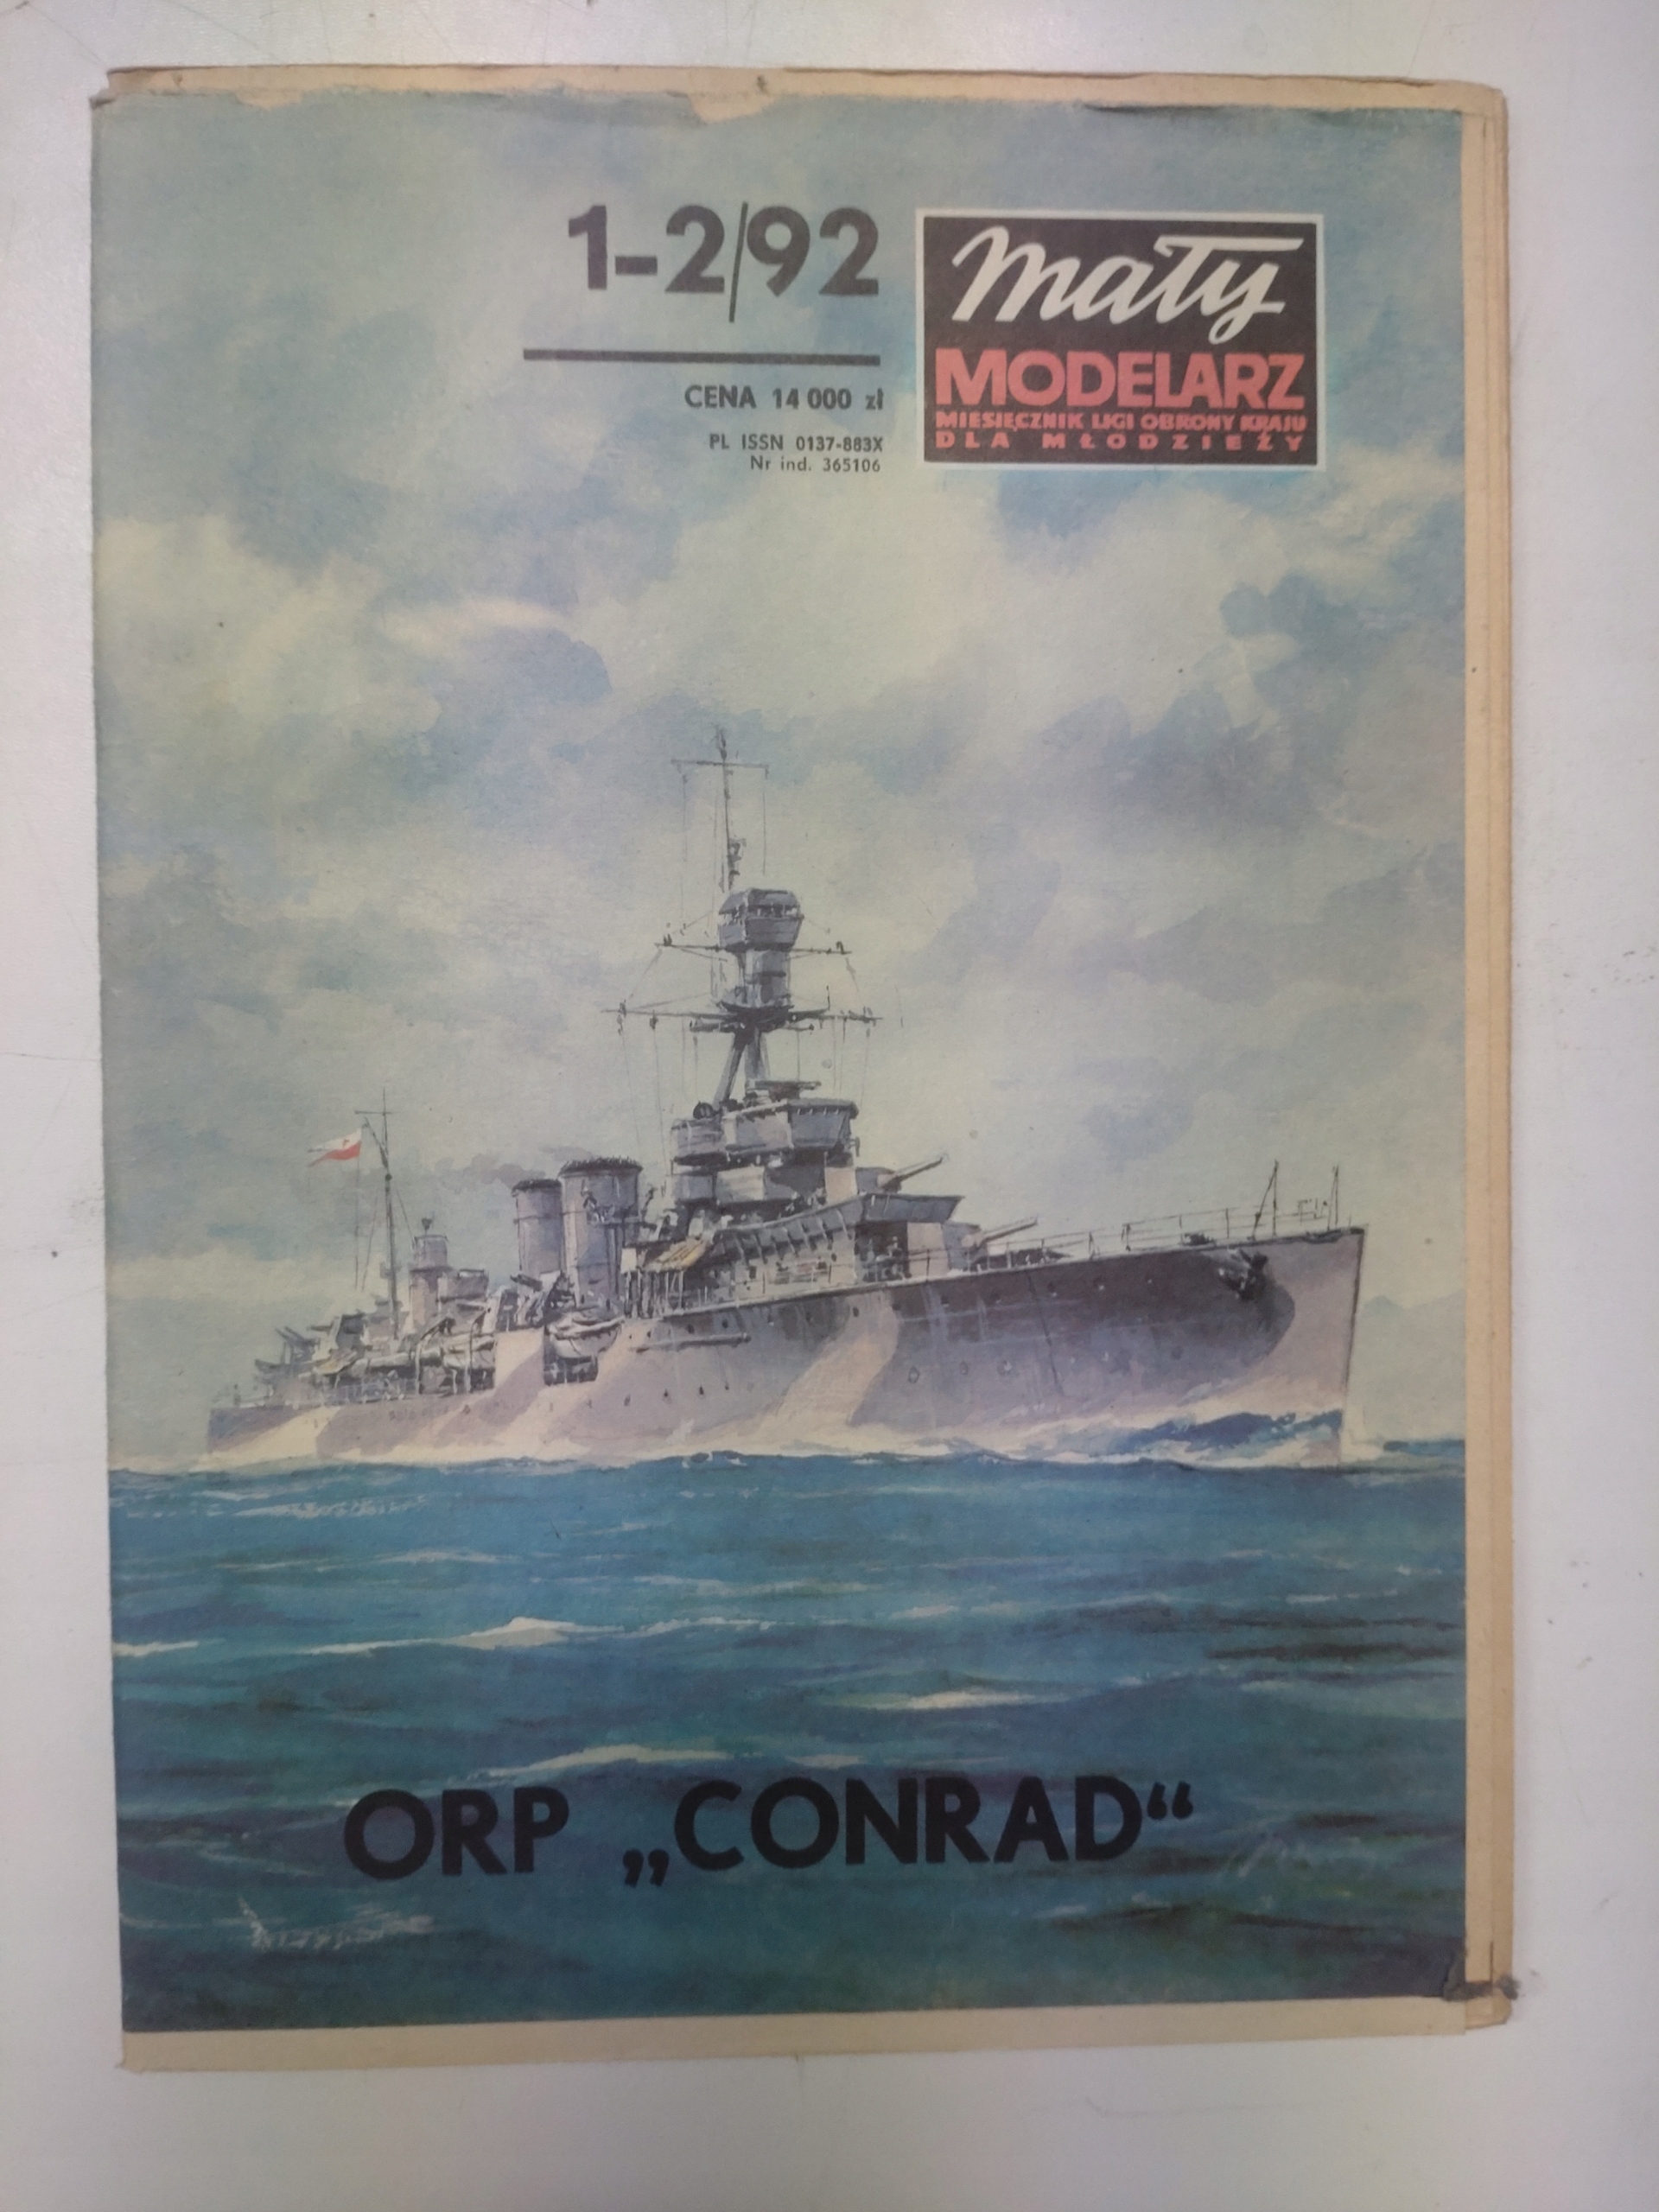 1-2/92
CENA 14 000 zł
PL ISSN 0137-883X
Nr ind. 365106
Mały
MODELARZ
MIESIĘCZNIK LIGI OBRONY KRAJU
DLA MŁODZIEŻY
ORP „CONRAD“